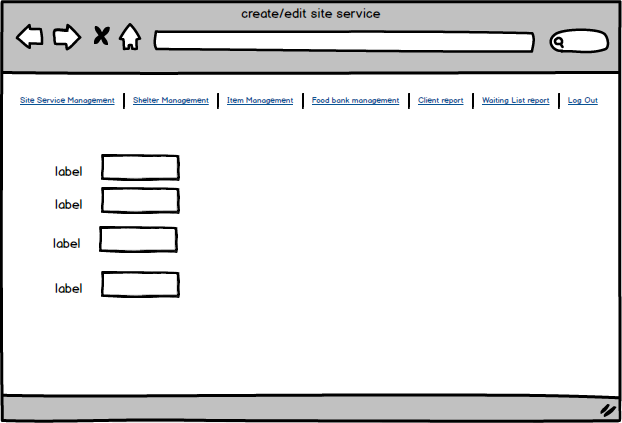 create/edit site service
Site Service Management Shelter Management Item Management Food bank management Client report Waiting List report Log Out
label
label
label
label